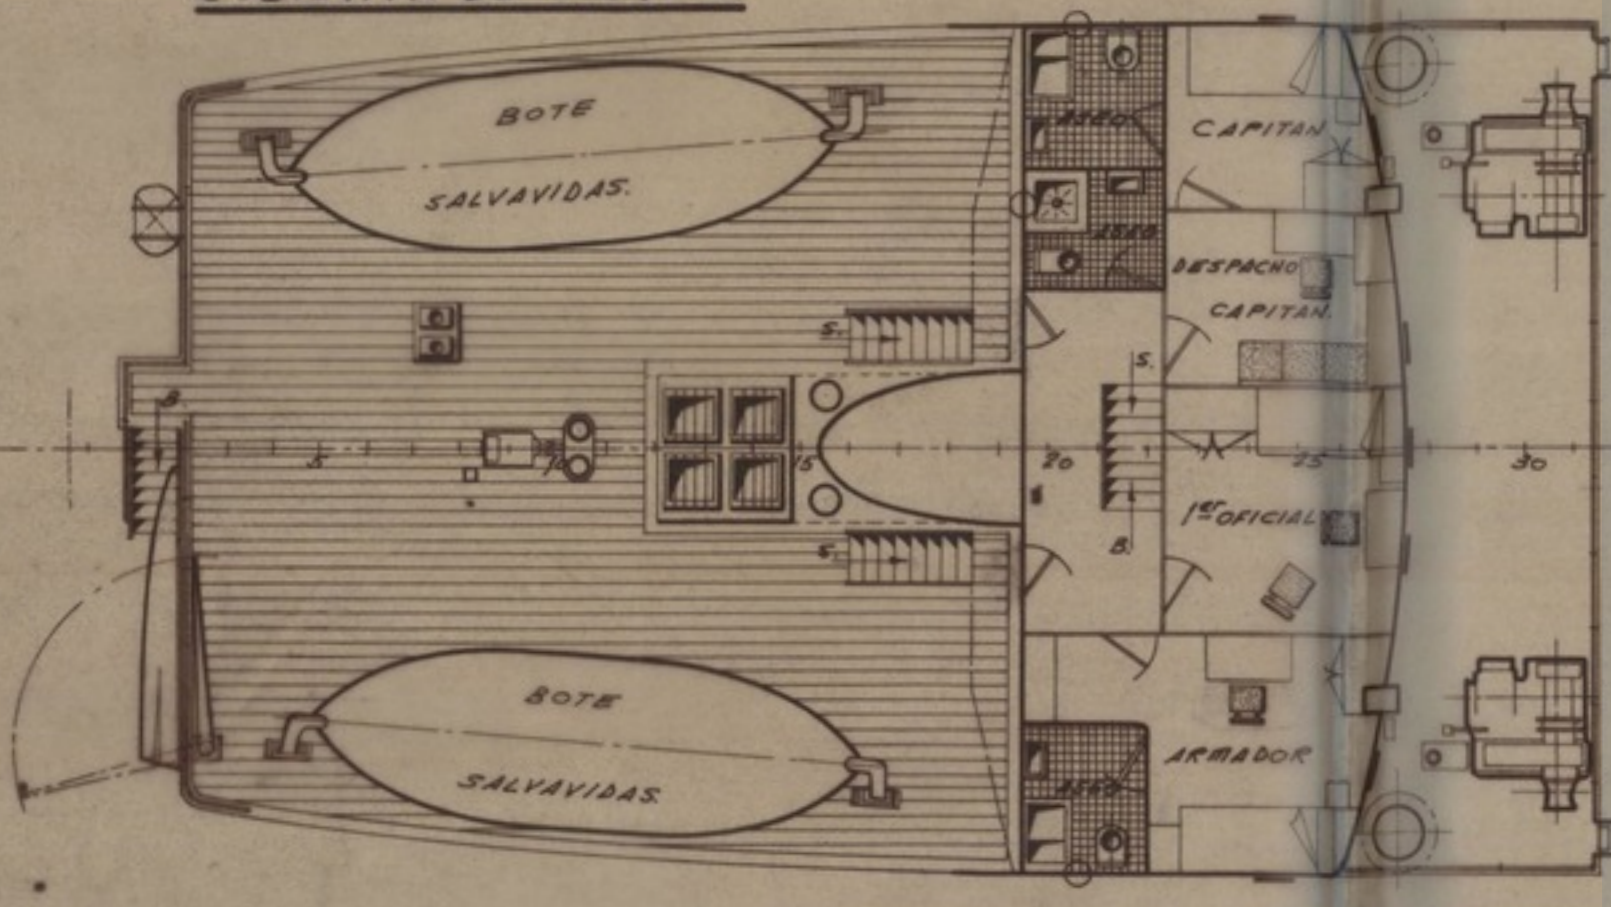 BOTE
SALVAVIDAS.
ASEO
CAPITAN
ASEO
DESPACHO
CAPITAN.
S.
S.
B.
5
10
15
20
25
30
1er OFICIAL
S.
B.
BOTE
SALVAVIDAS.
ARMADOR
ASEO